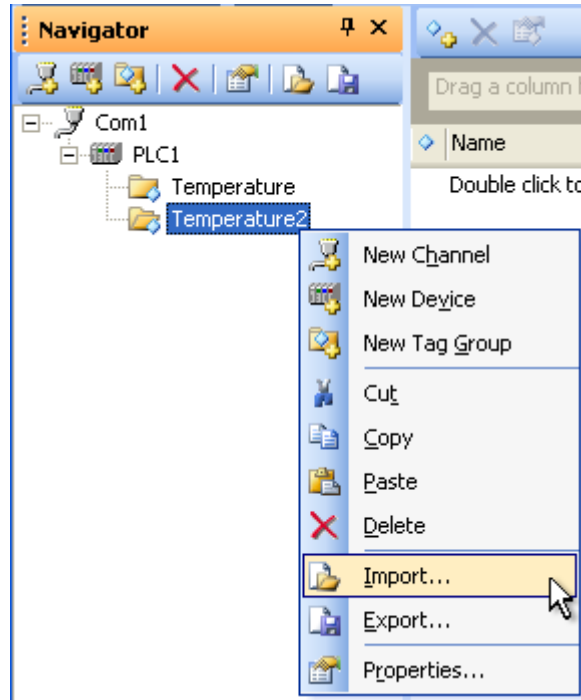 Navigator
Drag a column
Com1
PLC1
Name
Temperature
Double click to
Temperature2
New Channel
New Device
New Tag Group
Cut
Copy
Paste
Delete
Import...
Export...
Properties...